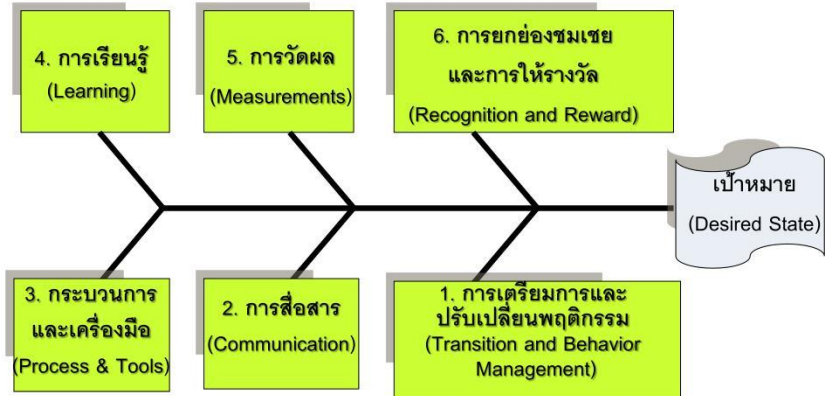 4. การเรียนรู้
(Learning)
5. การวัดผล
(Measurements)
6. การยกย่องชมเชย
และการให้รางวัล
(Recognition and Reward)
เป้าหมาย
(Desired State)
3. กระบวนการ
และเครื่องมือ
(Process & Tools)
2. การสื่อสาร
(Communication)
1. การเตรียมการและ
ปรับเปลี่ยนพฤติกรรม
(Transition and Behavior
Management)